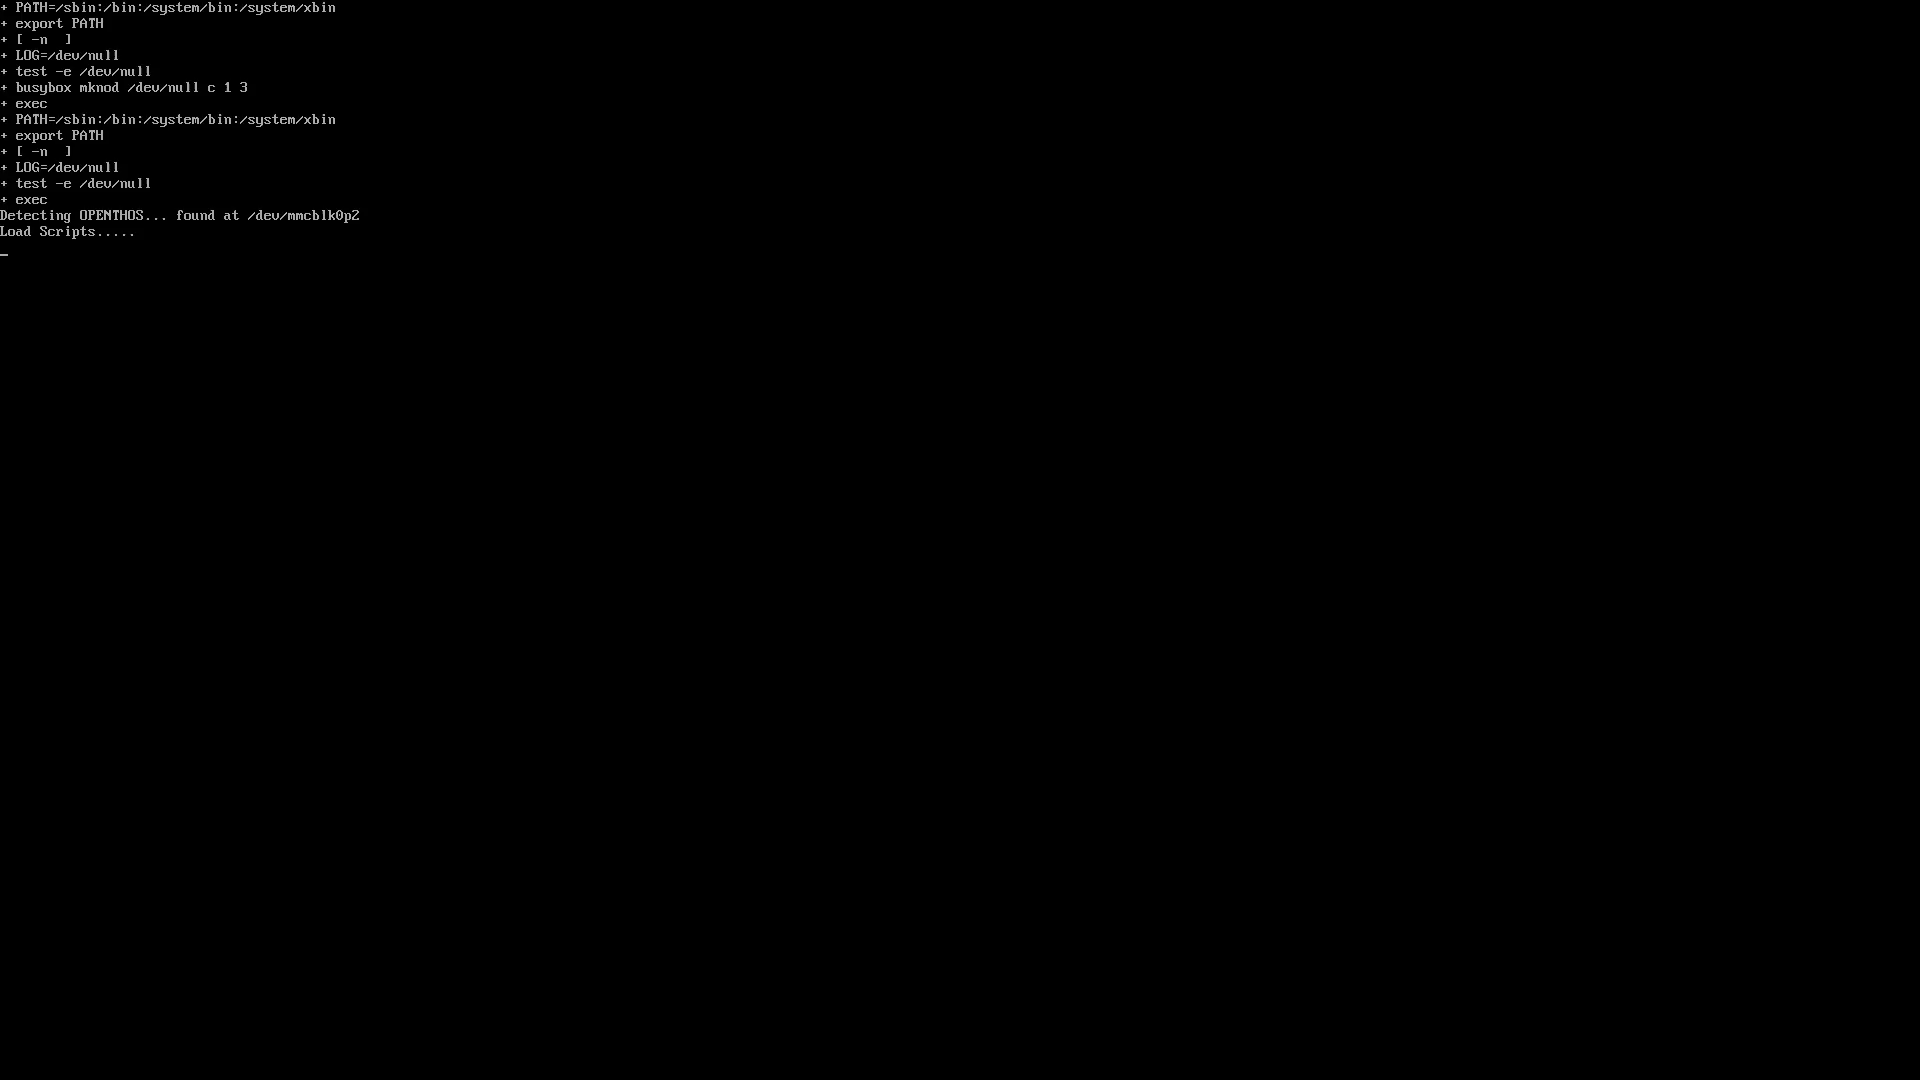 + PATH=/sbin:/bin:/system/bin:/system/xbin
+ export PATH
+ [ -n  ]
+ LOG=/dev/null
+ test -e /dev/null
+ busybox mknod /dev/null c 1 3
+ exec
+ PATH=/sbin:/bin:/system/bin:/system/xbin
+ export PATH
+ [ -n  ]
+ LOG=/dev/null
+ test -e /dev/null
+ exec
Detecting OPENTHOS... found at /dev/mmcblk0p2
Load Scripts.....
_